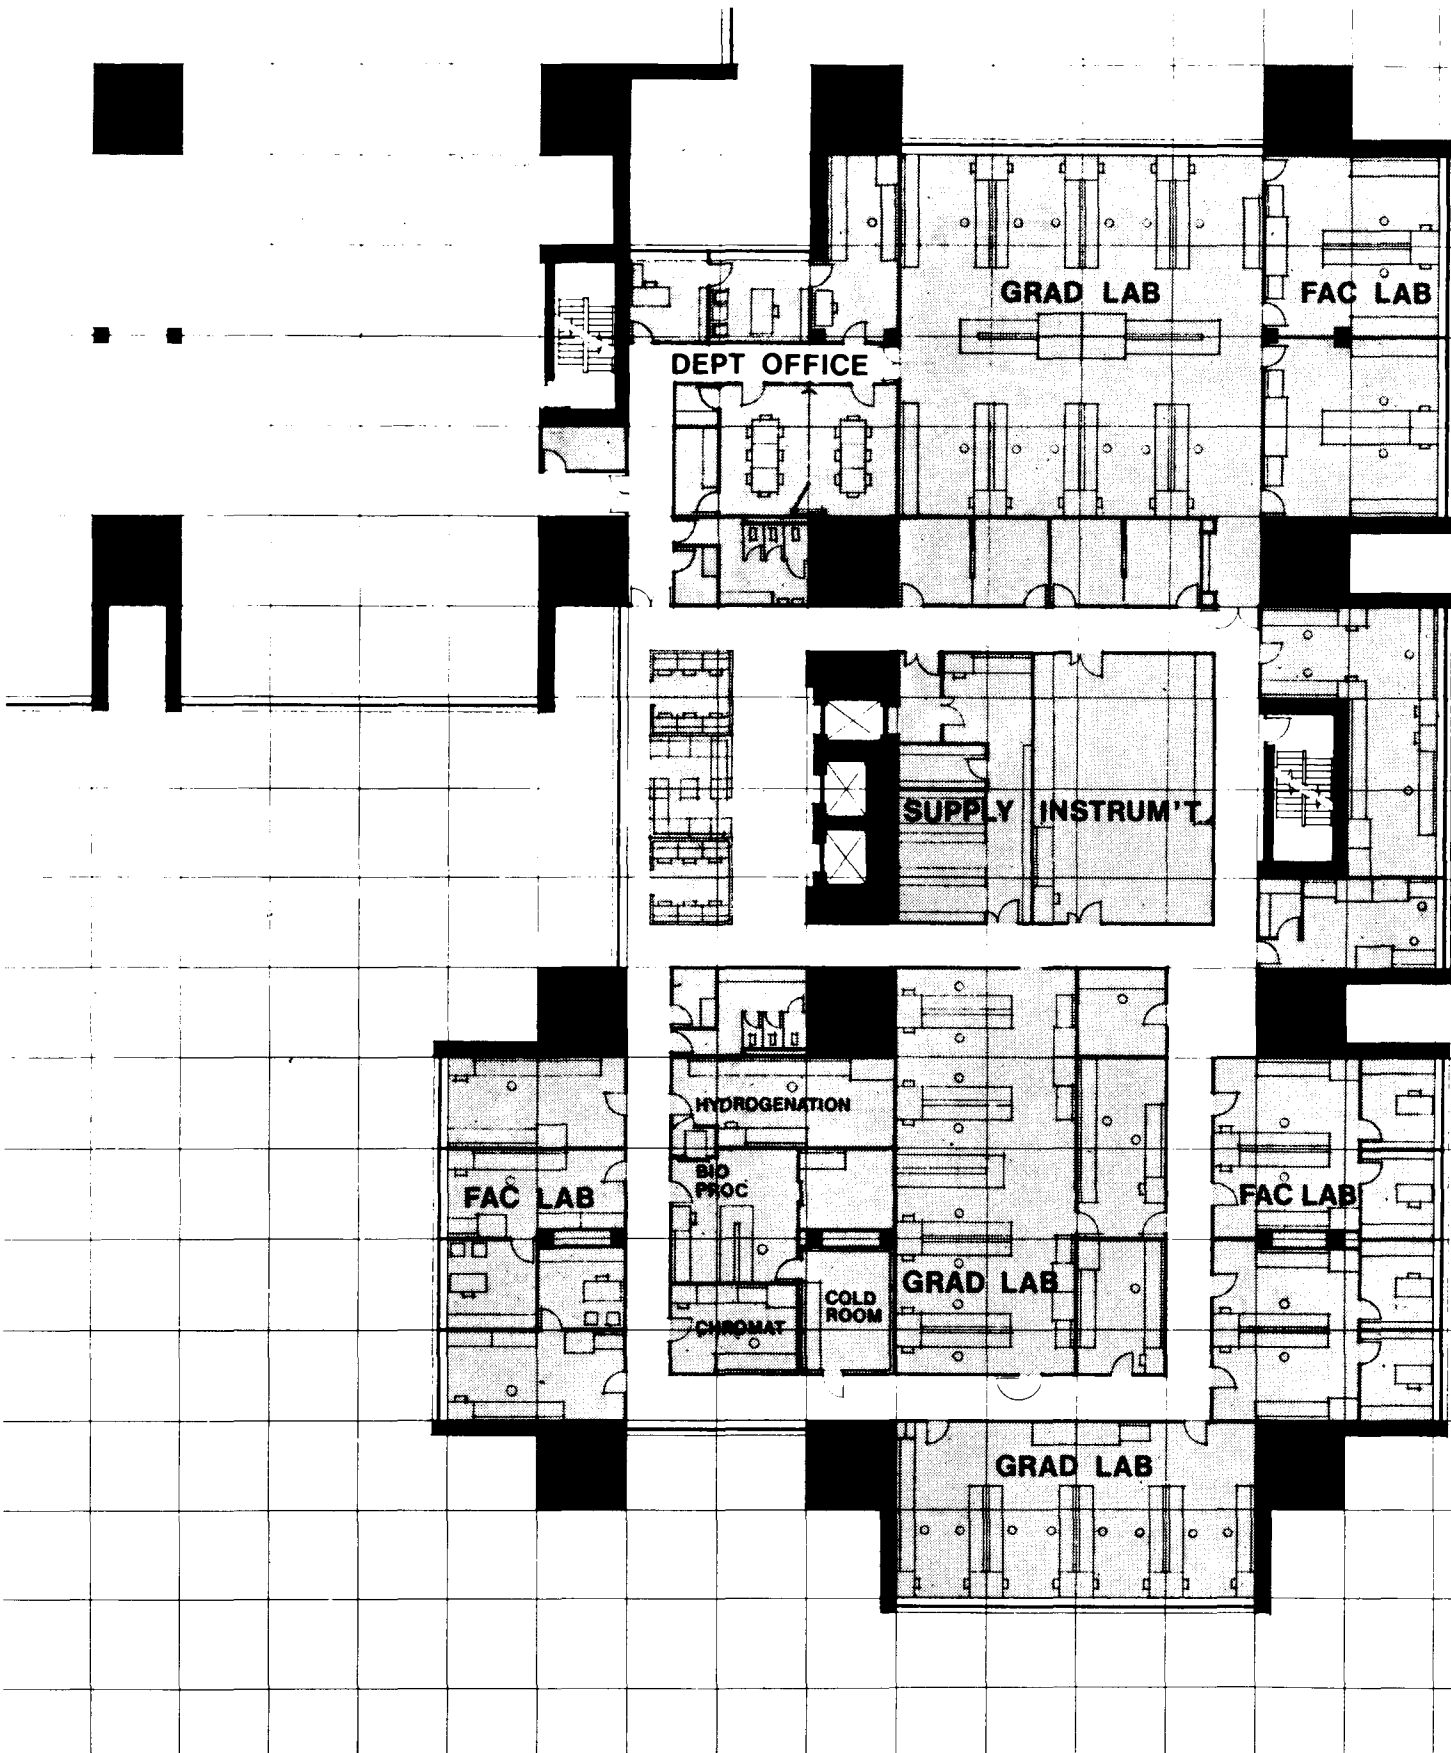 GRAD LAB
FAC LAB
DEPT OFFICE
SUPPLY
INSTRUM'T
HYDROGENATION
BIO
PROC
FAC LAB
FAC LAB
GRAD LAB
COLD
ROOM
CHROMAT
GRAD LAB